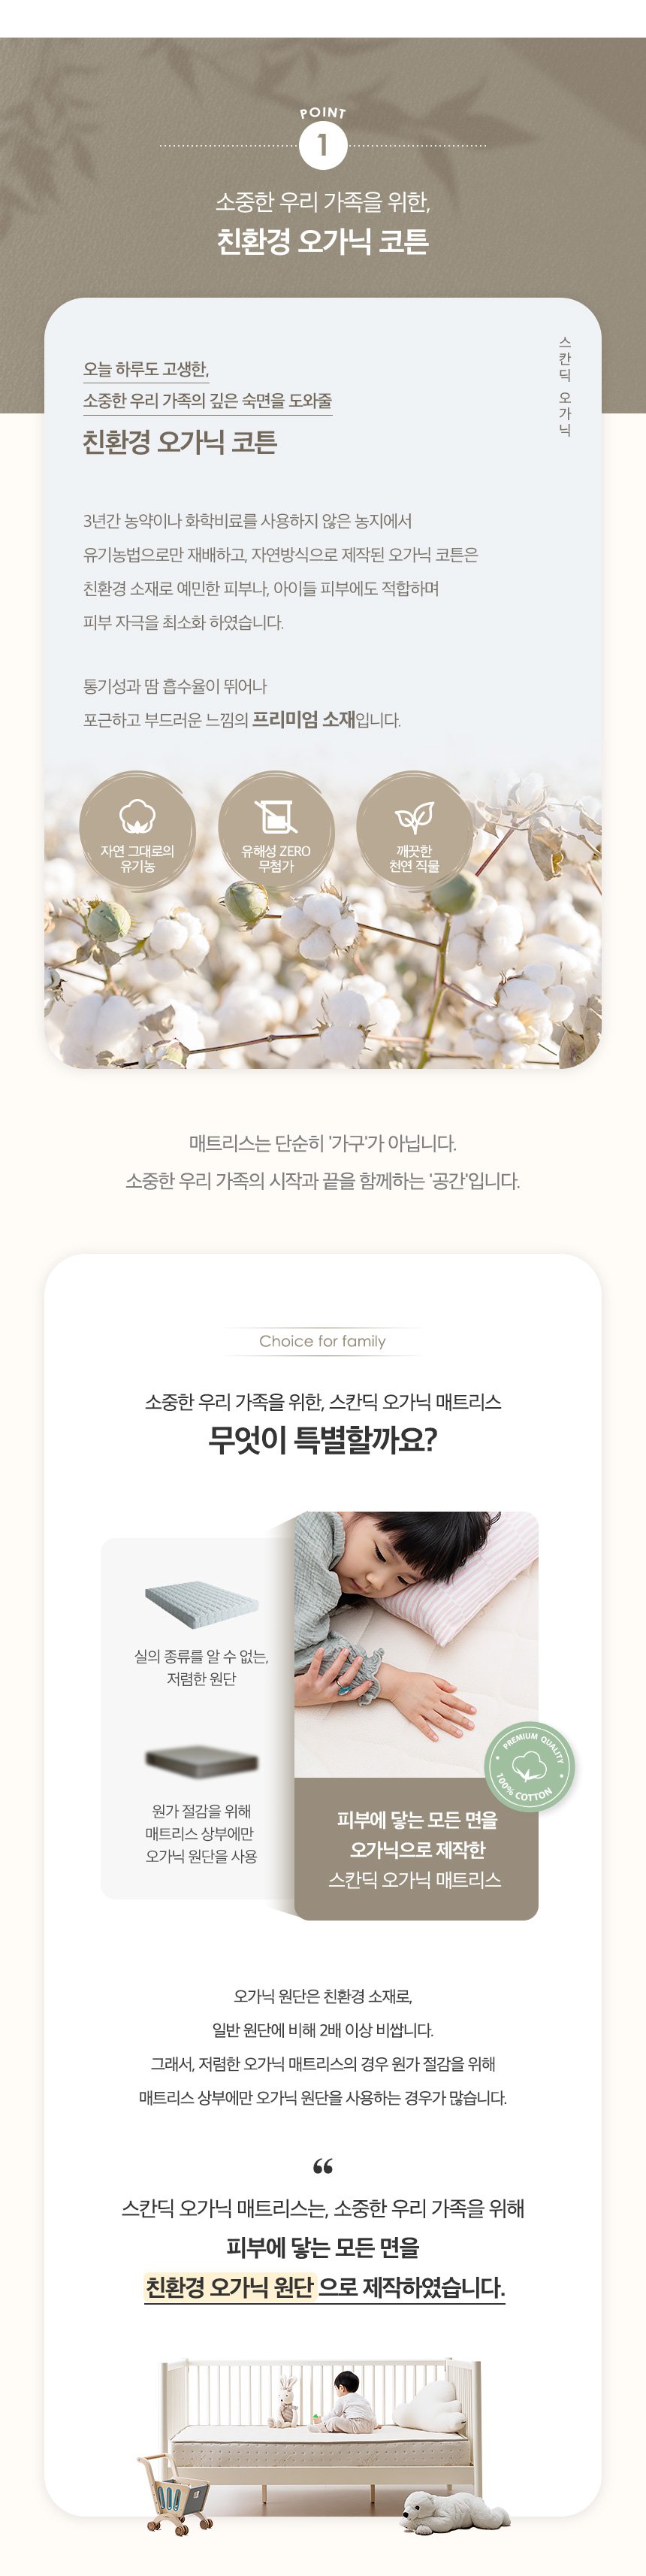 POINT
1
소중한 우리 가족을 위한,
친환경 오가닉 코튼
스칸딕 오가닉
오늘 하루도 고생한,
소중한 우리 가족의 깊은 숙면을 도와줄
친환경 오가닉 코튼
3년간 농약이나 화학비료를 사용하지 않은 농지에서
유기농법으로만 재배하고, 자연방식으로 제작된 오가닉 코튼은
친환경 소재로 예민한 피부나, 아이들 피부에도 적합하며
피부 자극을 최소화 하였습니다.
통기성과 땀 흡수율이 뛰어나
포근하고 부드러운 느낌의 프리미엄 소재입니다.
자연 그대로의
유기농
유해성 ZERO
무첨가
깨끗한
천연 직물
매트리스는 단순히 '가구'가 아닙니다.
소중한 우리 가족의 시작과 끝을 함께하는 '공간'입니다.
Choice for family
소중한 우리 가족을 위한, 스칸딕 오가닉 매트리스
무엇이 특별할까요?
실의 종류를 알 수 없는,
저렴한 원단
원가 절감을 위해
매트리스 상부에만
오가닉 원단을 사용
PREMIUM QUALITY
100% COTTON
피부에 닿는 모든 면을
오가닉으로 제작한
스칸딕 오가닉 매트리스
오가닉 원단은 친환경 소재로,
일반 원단에 비해 2배 이상 비쌉니다.
그래서, 저렴한 오가닉 매트리스의 경우 원가 절감을 위해
매트리스 상부에만 오가닉 원단을 사용하는 경우가 많습니다.
“
스칸딕 오가닉 매트리스는, 소중한 우리 가족을 위해
피부에 닿는 모든 면을
친환경 오가닉 원단으로 제작하였습니다.